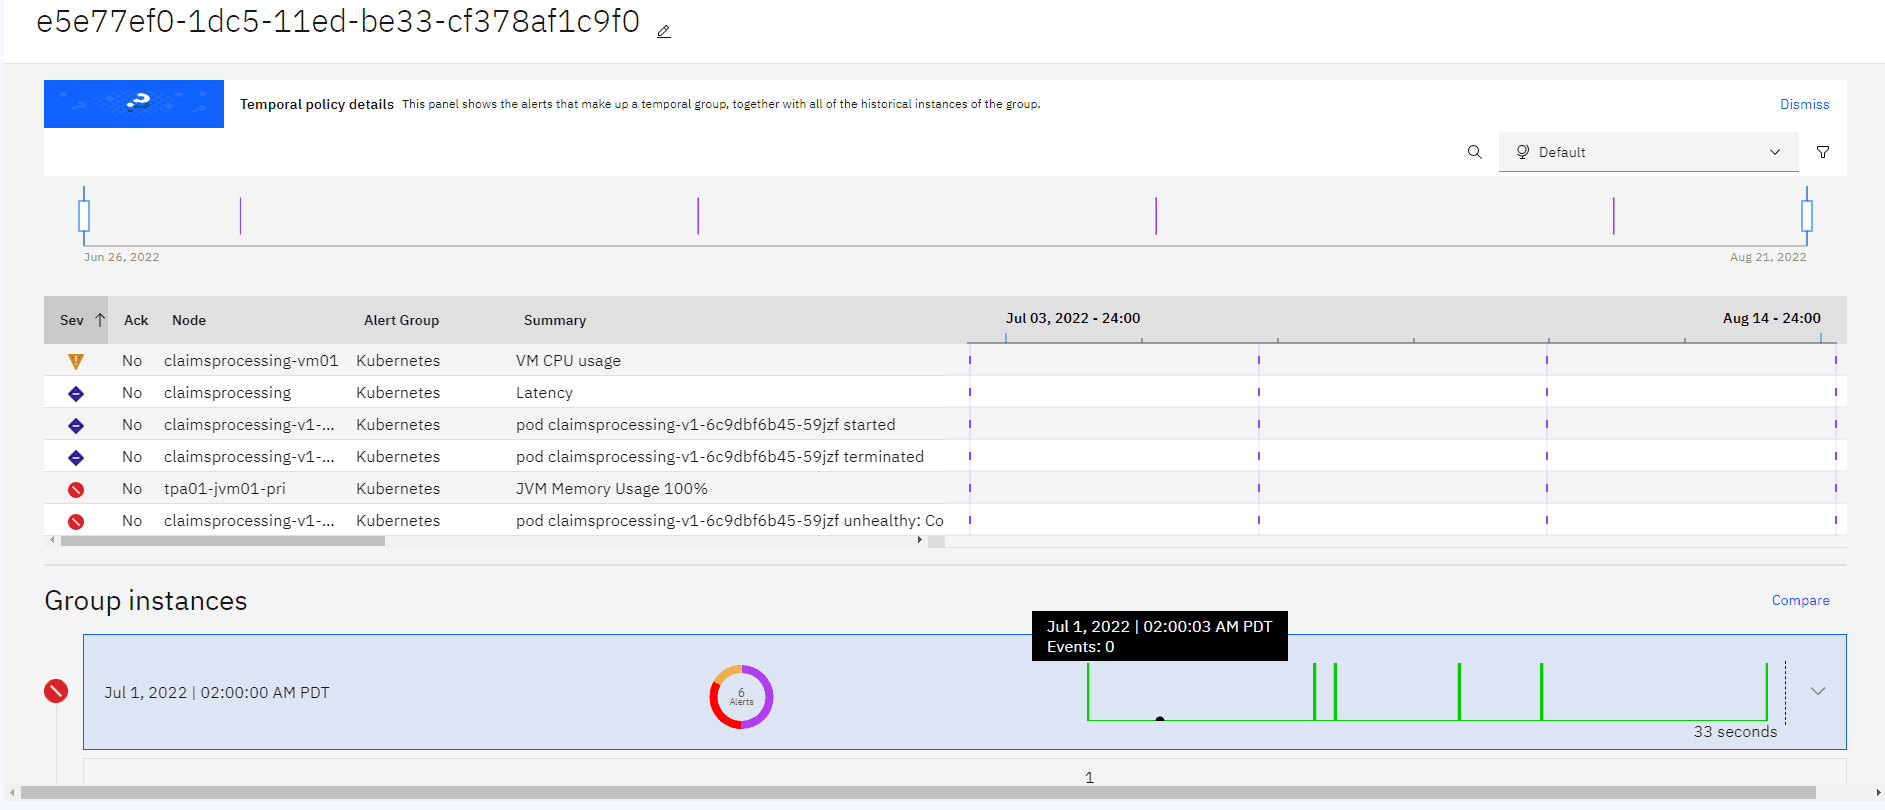 e5e77ef0-1dc5-11ed-be33-cf378af1c9f0
Temporal policy details This panel shows the alerts that make up a temporal group, together with all of the historical instances of the group. Dismiss
Default
Jun 26, 2022 Aug 21, 2022
Sev Ack Node Alert Group Summary Jul 03, 2022 - 24:00 Aug 14 - 24:00
No claimsprocessing-vm01 Kubernetes VM CPU usage
No claimsprocessing Kubernetes Latency
No claimsprocessing-v1-... Kubernetes pod claimsprocessing-v1-6c9dbf6b45-59jzf started
No claimsprocessing-v1-... Kubernetes pod claimsprocessing-v1-6c9dbf6b45-59jzf terminated
No tpa01-jvm01-pri Kubernetes JVM Memory Usage 100%
No claimsprocessing-v1-... Kubernetes pod claimsprocessing-v1-6c9dbf6b45-59jzf unhealthy: Co
Group instances Compare
Jul 1, 2022 | 02:00:03 AM PDT
Events: 0
Jul 1, 2022 | 02:00:00 AM PDT
6
Alerts
33 seconds
1